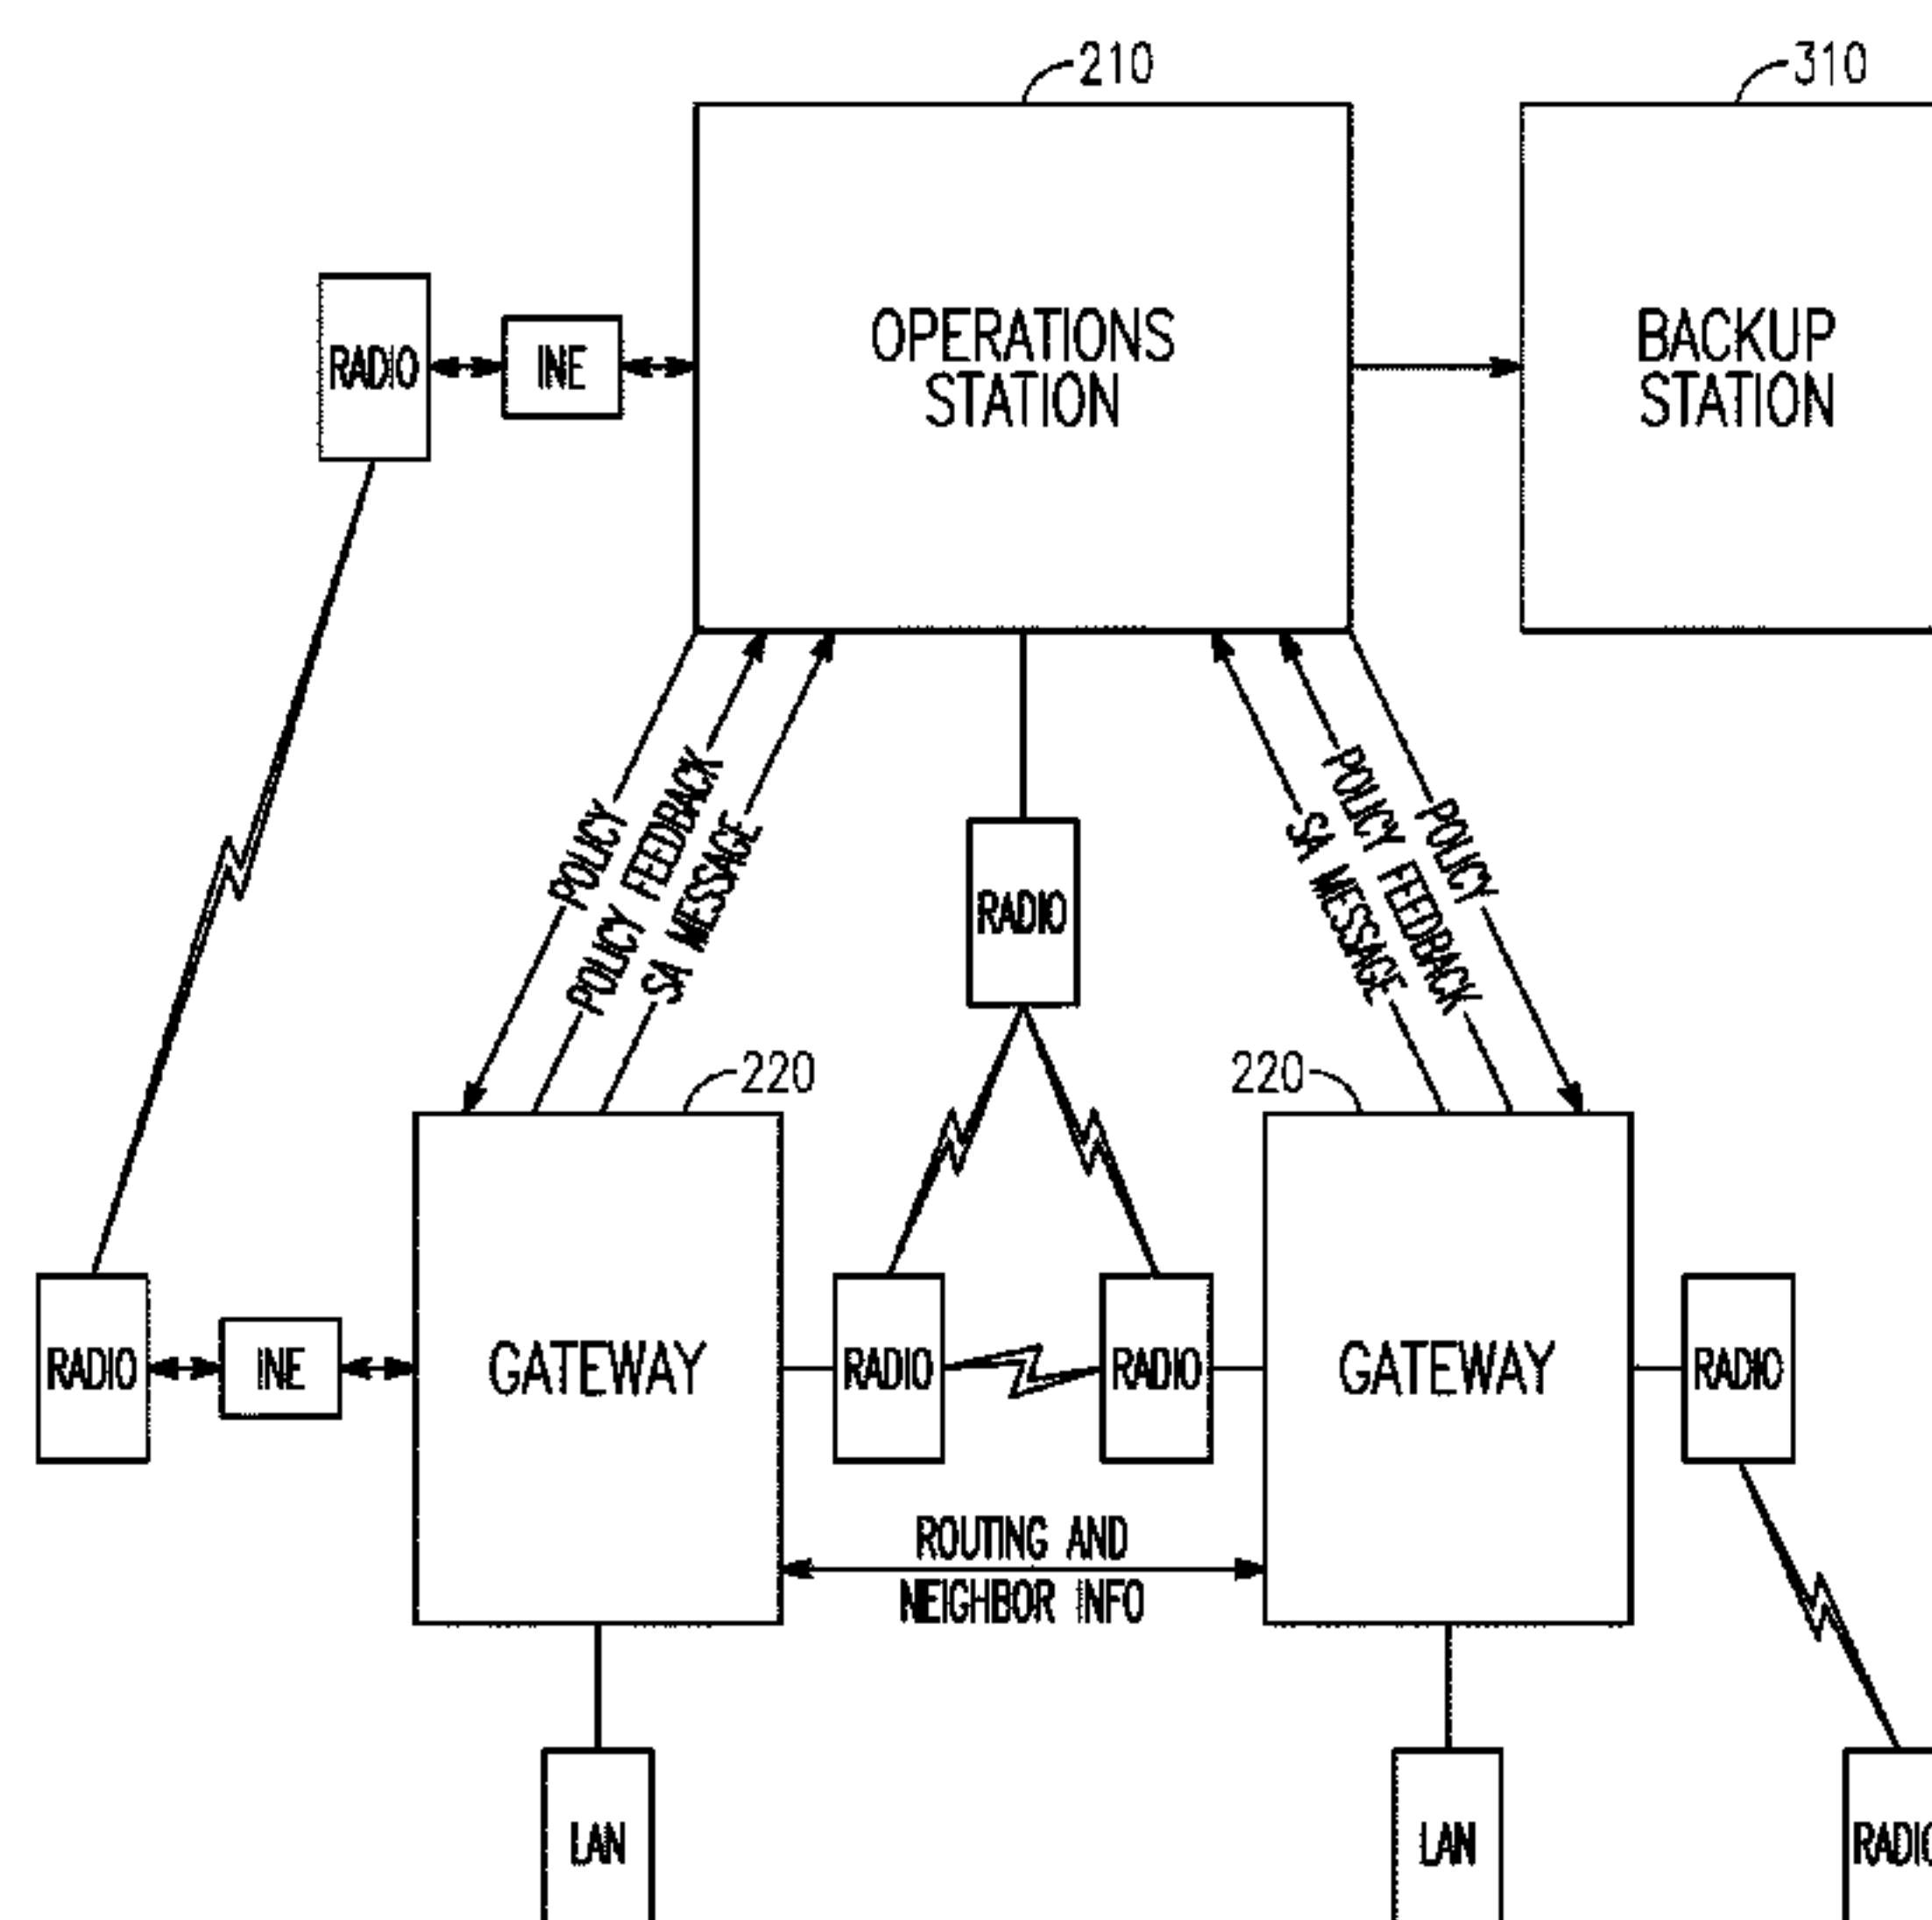 210
310
OPERATIONS
STATION
BACKUP
STATION
RADIO
INE
POLICY
POLICY FEEDBACK
SA MESSAGE
SA MESSAGE
POLICY FEEDBACK
POLICY
RADIO
220
220
RADIO
INE
GATEWAY
RADIO
RADIO
GATEWAY
RADIO
ROUTING AND
NEIGHBOR INFO
LAN
LAN
RADIO